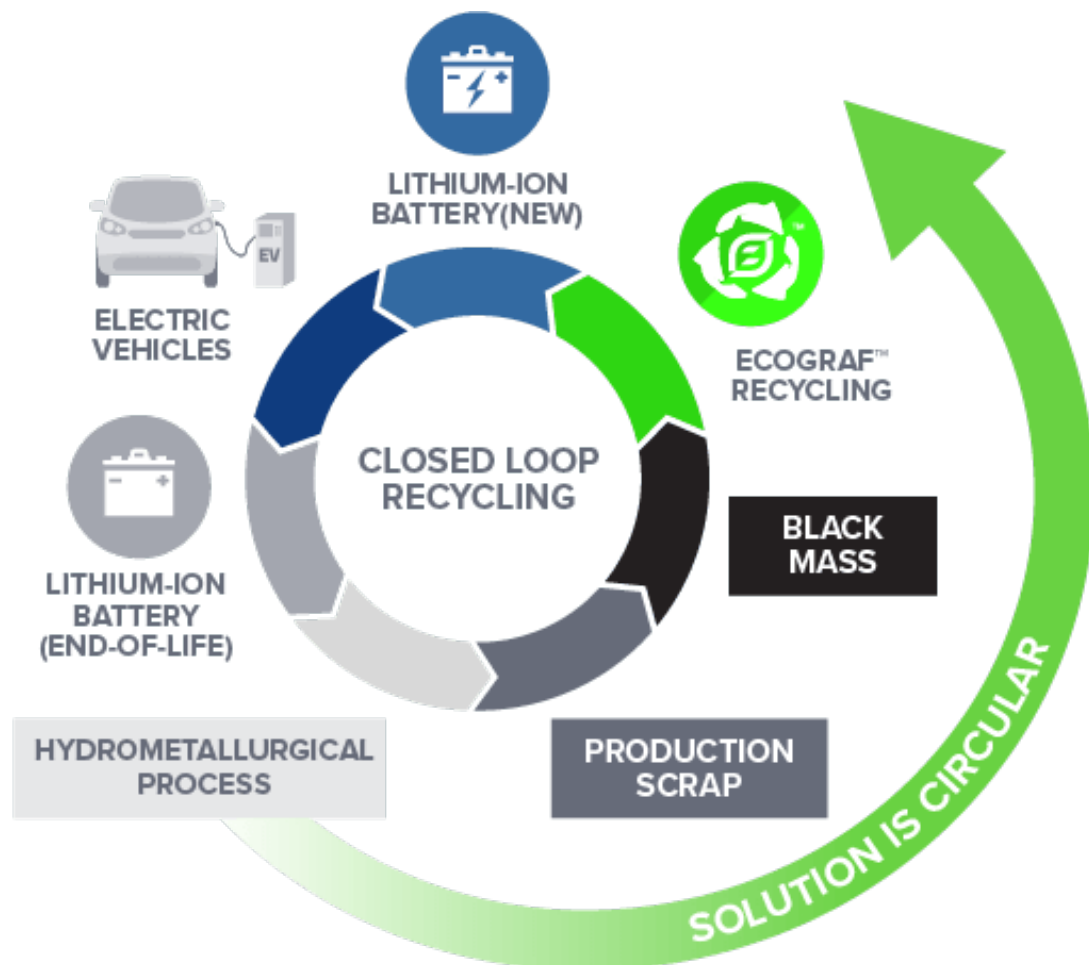 LITHIUM-ION
BATTERY(NEW)
EV
ELECTRIC
VEHICLES
ECOGRAF™
RECYCLING
TM
CLOSED LOOP
RECYCLING
BLACK
MASS
LITHIUM-ION
BATTERY
(END-OF-LIFE)
HYDROMETALLURGICAL
PROCESS
PRODUCTION
SCRAP
SOLUTION IS CIRCULAR